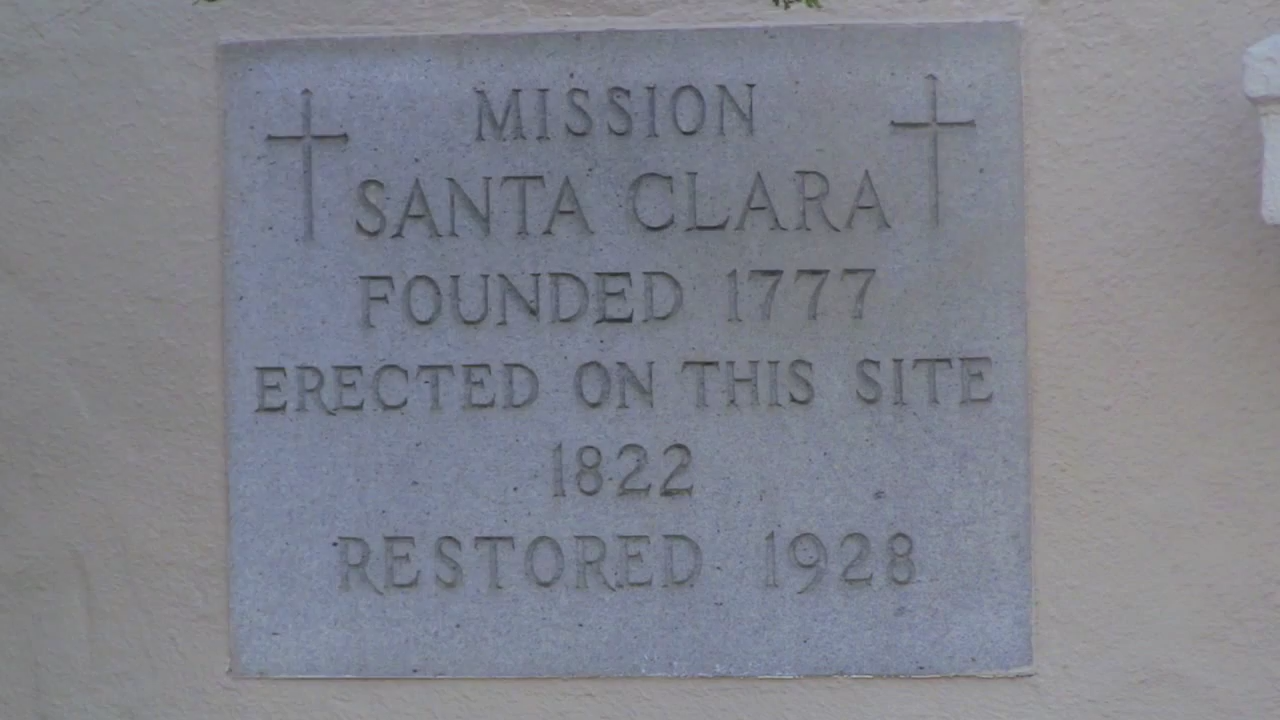 MISSION
SANTA CLARA
FOUNDED 1777
ERECTED ON THIS SITE
1822
RESTORED 1928